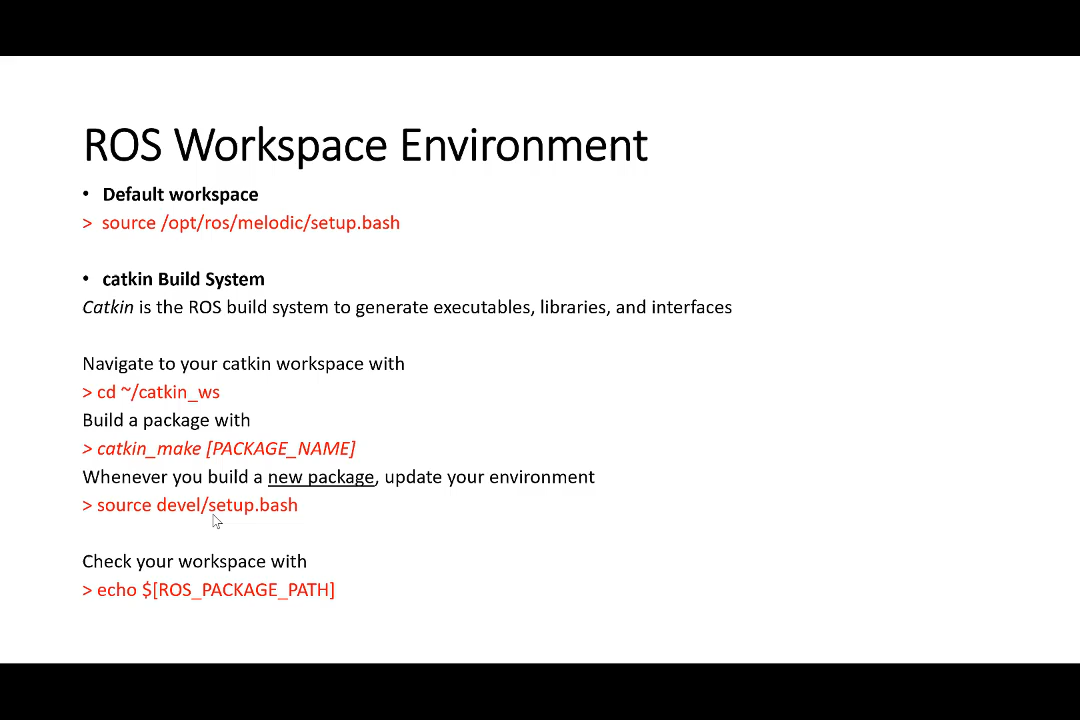 ROS Workspace Environment
• Default workspace
> source /opt/ros/melodic/setup.bash
• catkin Build System
Catkin is the ROS build system to generate executables, libraries, and interfaces
Navigate to your catkin workspace with
> cd ~/catkin_ws
Build a package with
> catkin_make [PACKAGE_NAME]
Whenever you build a new package, update your environment
> source devel/setup.bash
Check your workspace with
> echo $[ROS_PACKAGE_PATH]